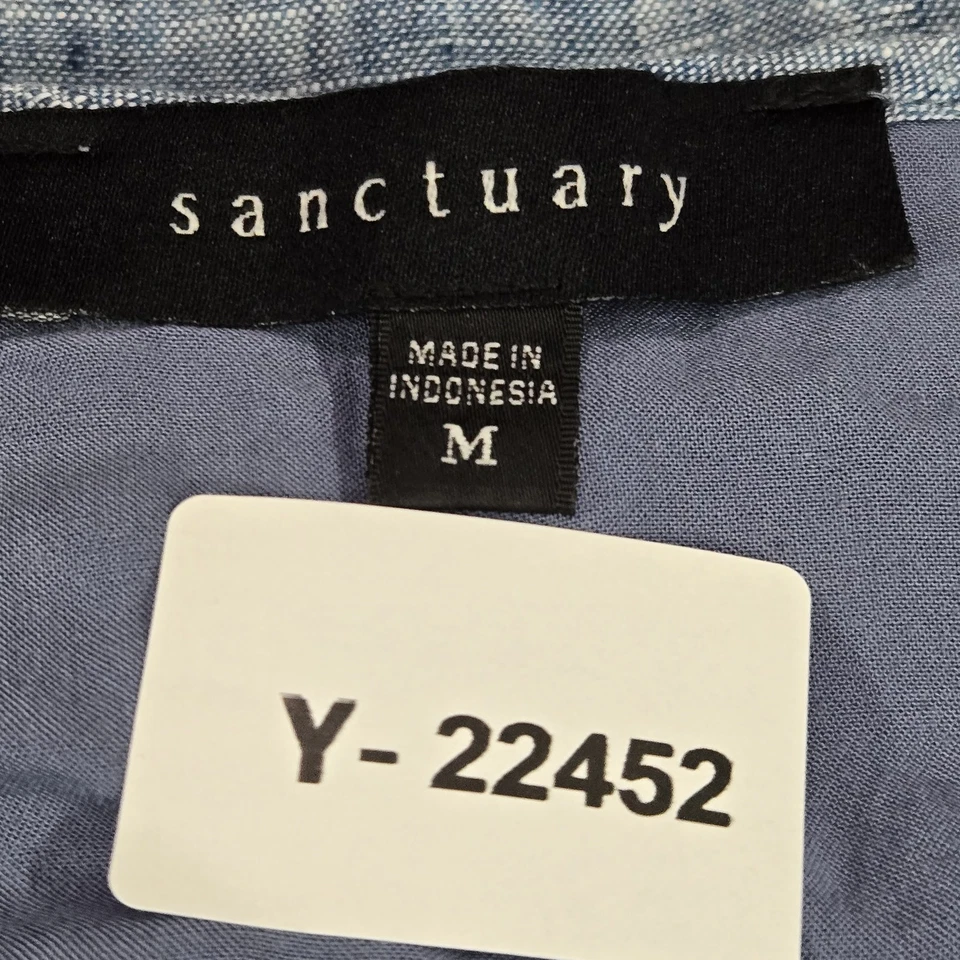 sanctuary
MADE IN
INDONESIA
M
Y- 22452